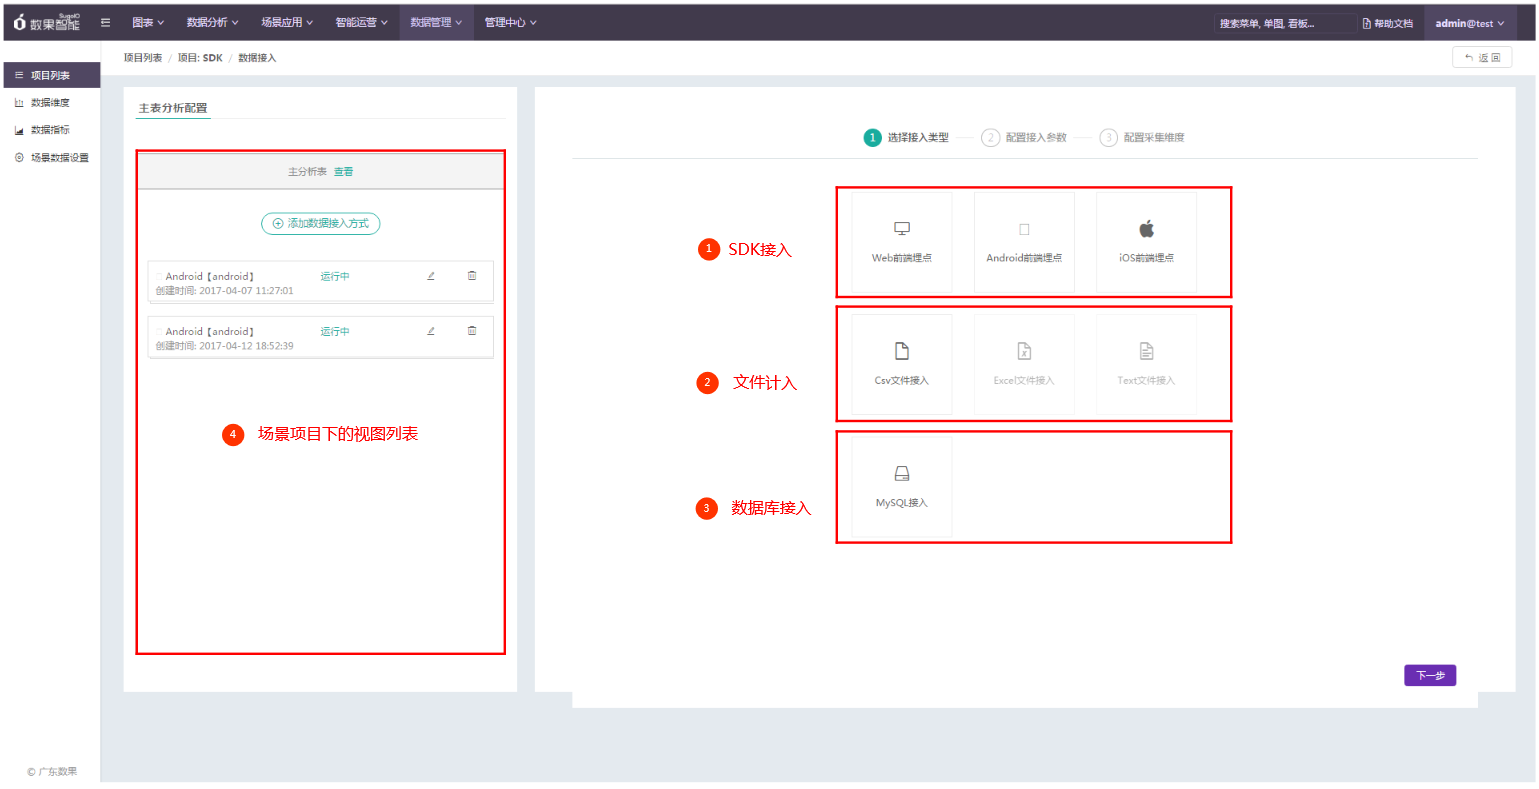 数果智能 SugoIO
图表 数据分析 场景应用 智能运营 数据管理 管理中心 搜索菜单, 单图, 看板... 帮助文档 admin@test
项目列表 / 项目: SDK / 数据接入 返回
项目列表
数据维度
数据指标
场景数据设置
© 广东数果
主表分析配置
主分析表 查看
添加数据接入方式
Android【android】 运行中
创建时间: 2017-04-07 11:27:01
Android【android】 运行中
创建时间: 2017-04-12 18:52:39
4 场景项目下的视图列表
1 选择接入类型 2 配置接入参数 3 配置采集维度
1 SDK接入
Web前端埋点 Android前端埋点 iOS前端埋点
2 文件计入
Csv文件接入 Excel文件接入 Text文件接入
3 数据库接入
MySQL接入
下一步